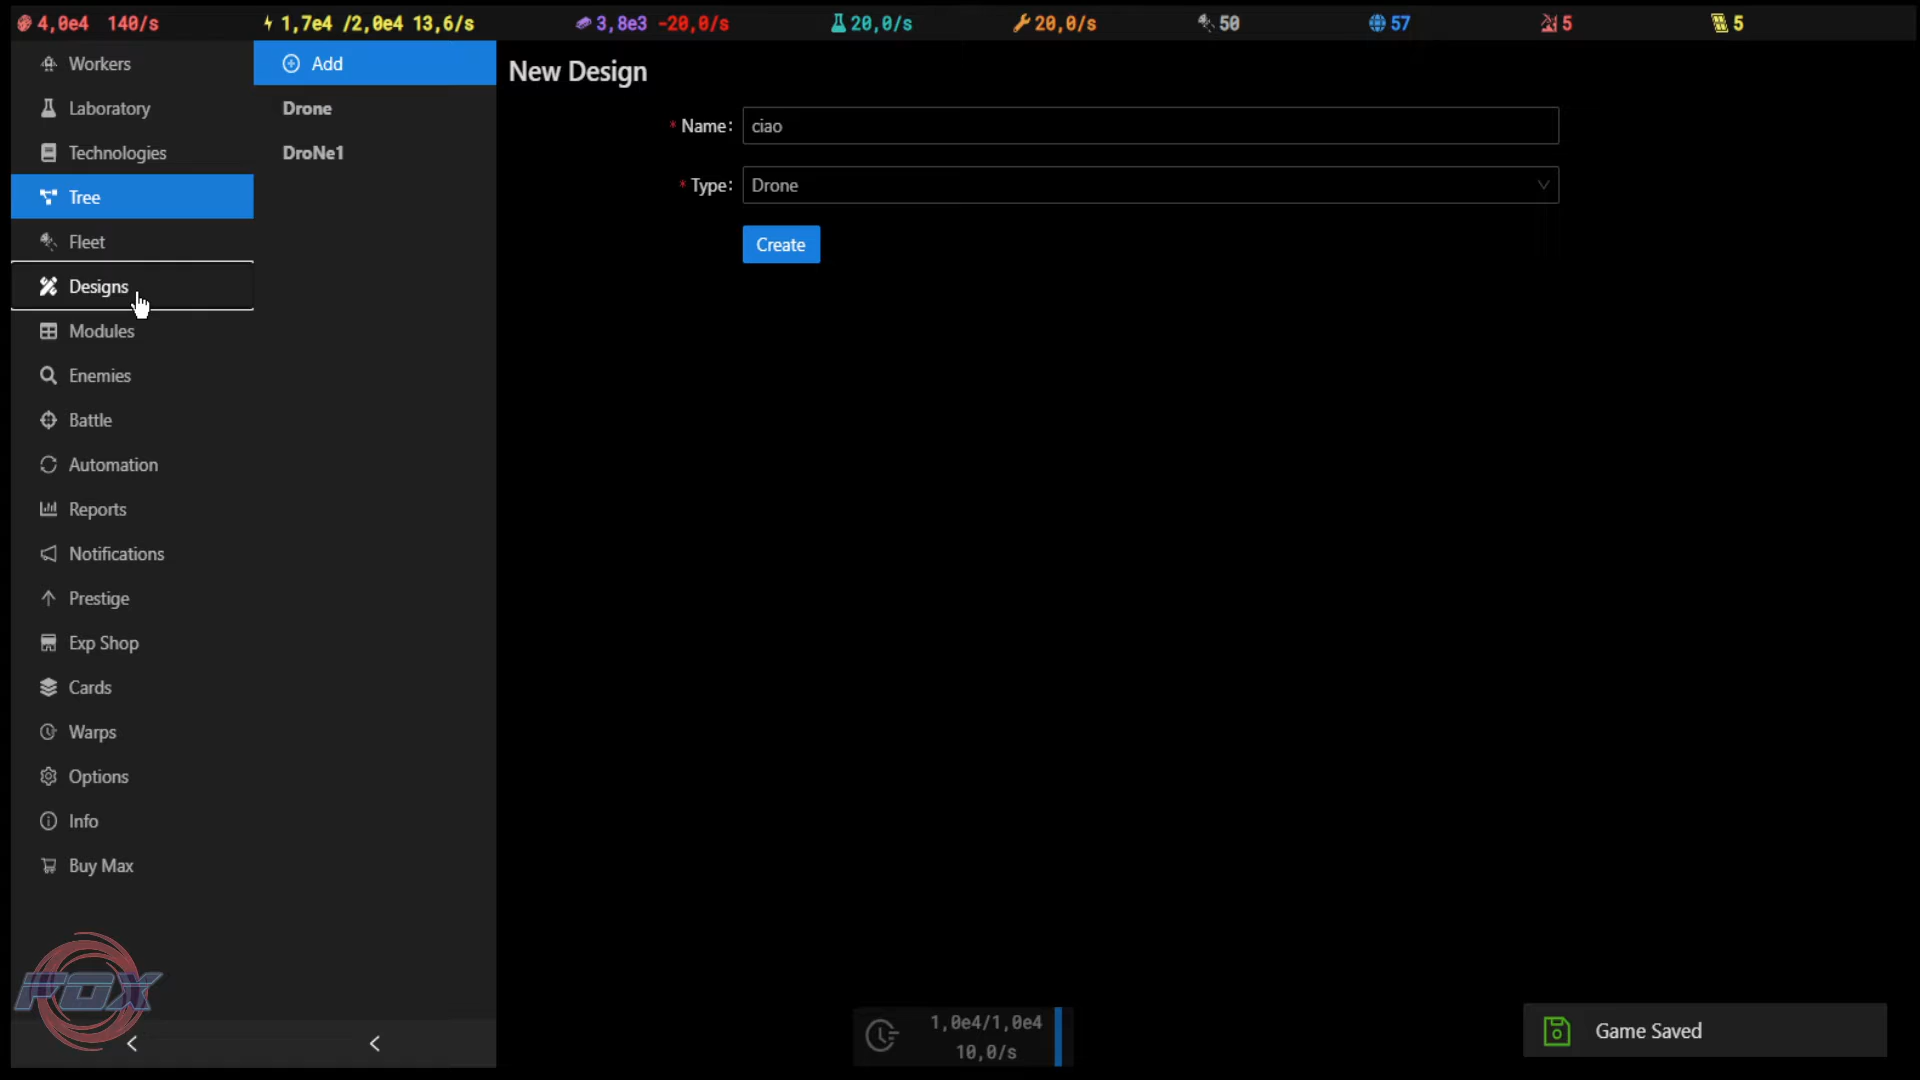 4,0e4 140/s 1,7e4 /2,0e4 13,6/s 3,8e3 -20,0/s 20,0/s 20,0/s 50 57 5 5
Workers
Laboratory
Technologies
Tree
Fleet
Designs
Modules
Enemies
Battle
Automation
Reports
Notifications
Prestige
Exp Shop
Cards
Warps
Options
Info
Buy Max
FOX
Add
Drone
DroNe1
New Design
* Name: ciao
* Type: Drone
Create
1,0e4/1,0e4
10,0/s
Game Saved